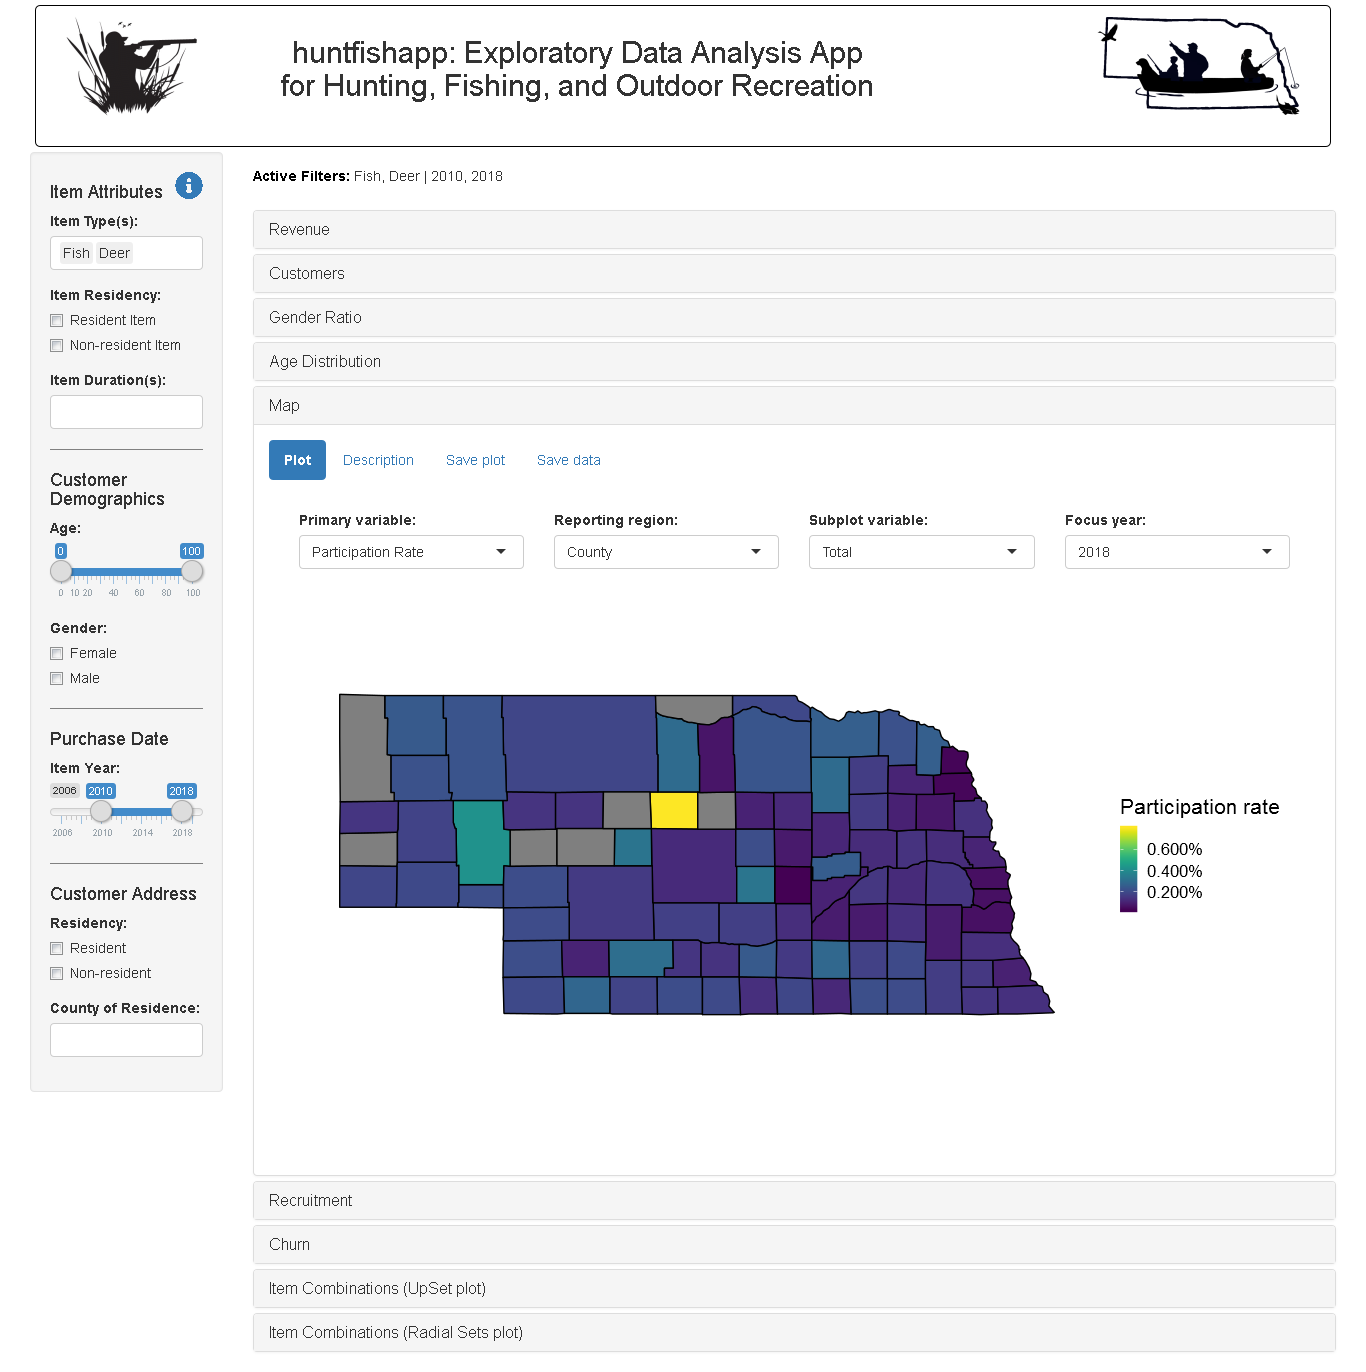 huntfishapp: Exploratory Data Analysis App
for Hunting, Fishing, and Outdoor Recreation
Item Attributes
Item Type(s):
Fish Deer
Item Residency:
Resident Item
Non-resident Item
Item Duration(s):
Customer
Demographics
Age:
0 100
0 10 20 40 60 80 100
Gender:
Female
Male
Purchase Date
Item Year:
2006 2010 2018
2006 2010 2014 2018
Customer Address
Residency:
Resident
Non-resident
County of Residence:
Active Filters: Fish, Deer | 2010, 2018
Revenue
Customers
Gender Ratio
Age Distribution
Map
Plot Description Save plot Save data
Primary variable: Reporting region: Subplot variable: Focus year:
Participation Rate County Total 2018
Participation rate
0.600%
0.400%
0.200%
Recruitment
Churn
Item Combinations (UpSet plot)
Item Combinations (Radial Sets plot)